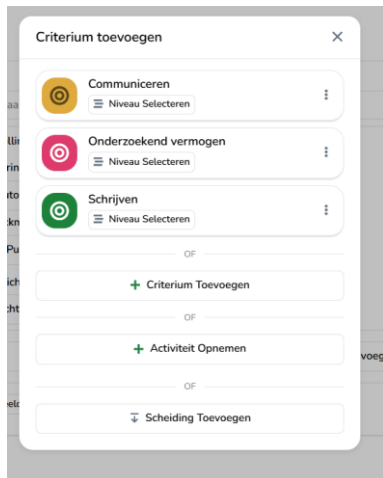 Criterium toevoegen
Communiceren
Niveau Selecteren
Onderzoekend vermogen
Niveau Selecteren
Schrijven
Niveau Selecteren
OF
Criterium Toevoegen
OF
Activiteit Opnemen
OF
Scheiding Toevoegen